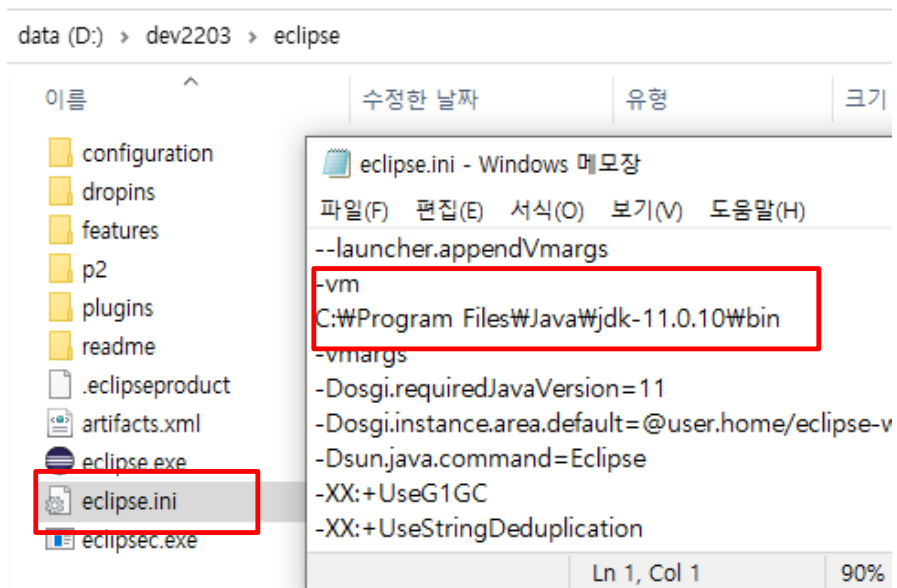 data (D:) > dev2203 > eclipse
이름 수정한 날짜 유형 크기
configuration
dropins
features
p2
plugins
readme
.eclipseproduct
artifacts.xml
eclipse.exe
eclipse.ini
eclipsec.exe
eclipse.ini - Windows 메모장
파일(F) 편집(E) 서식(O) 보기(V) 도움말(H)
--launcher.appendVmargs
-vm
C:₩Program Files₩Java₩jdk-11.0.10₩bin
-vmargs
-Dosgi.requiredJavaVersion=11
-Dosgi.instance.area.default=@user.home/eclipse-w
-Dsun.java.command=Eclipse
-XX:+UseG1GC
-XX:+UseStringDeduplication
Ln 1, Col 1 90%